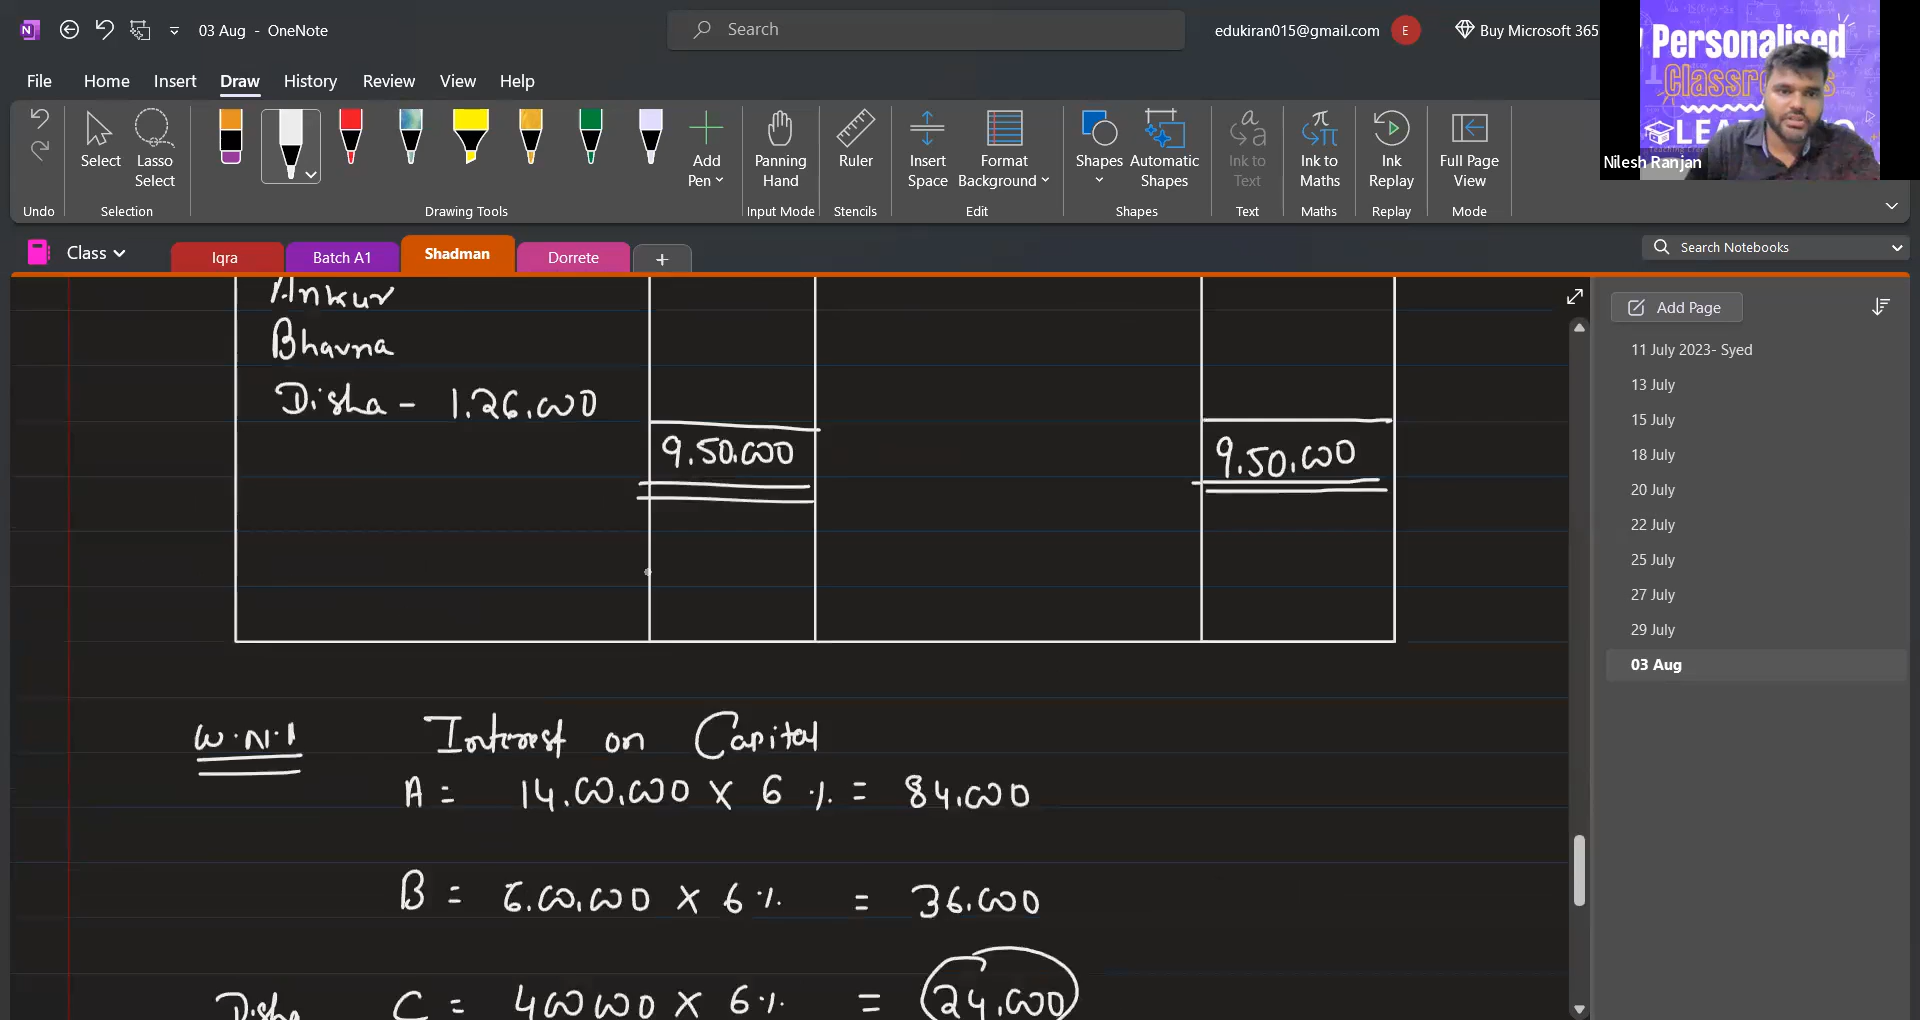 03 Aug - OneNote
Search
edukiran015@gmail.com
E
Buy Microsoft 365
Personalised
Nilesh Ranjan
File Home Insert Draw History Review View Help
Select
Lasso Select
Add Pen
Panning Hand
Ruler
Insert Space
Format Background
Shapes
Automatic Shapes
Ink to Text
Ink to Maths
Ink Replay
Full Page View
Undo Selection Drawing Tools Input Mode Stencils Edit Shapes Text Maths Replay Mode
Class
Iqra
Batch A1
Shadman
Dorrete
+
Search Notebooks
Add Page
11 July 2023- Syed
13 July
15 July
18 July
20 July
22 July
25 July
27 July
29 July
03 Aug
Ankur
Bhavna
Disha - 1.26.000
9.50.000 9.50.000
W.N.1 Interest on Capital
A = 14.00.000 x 6 % = 84.000
B = 6.00.000 x 6 % = 36.000
Disha C = 400000 x 6 % = 24.000